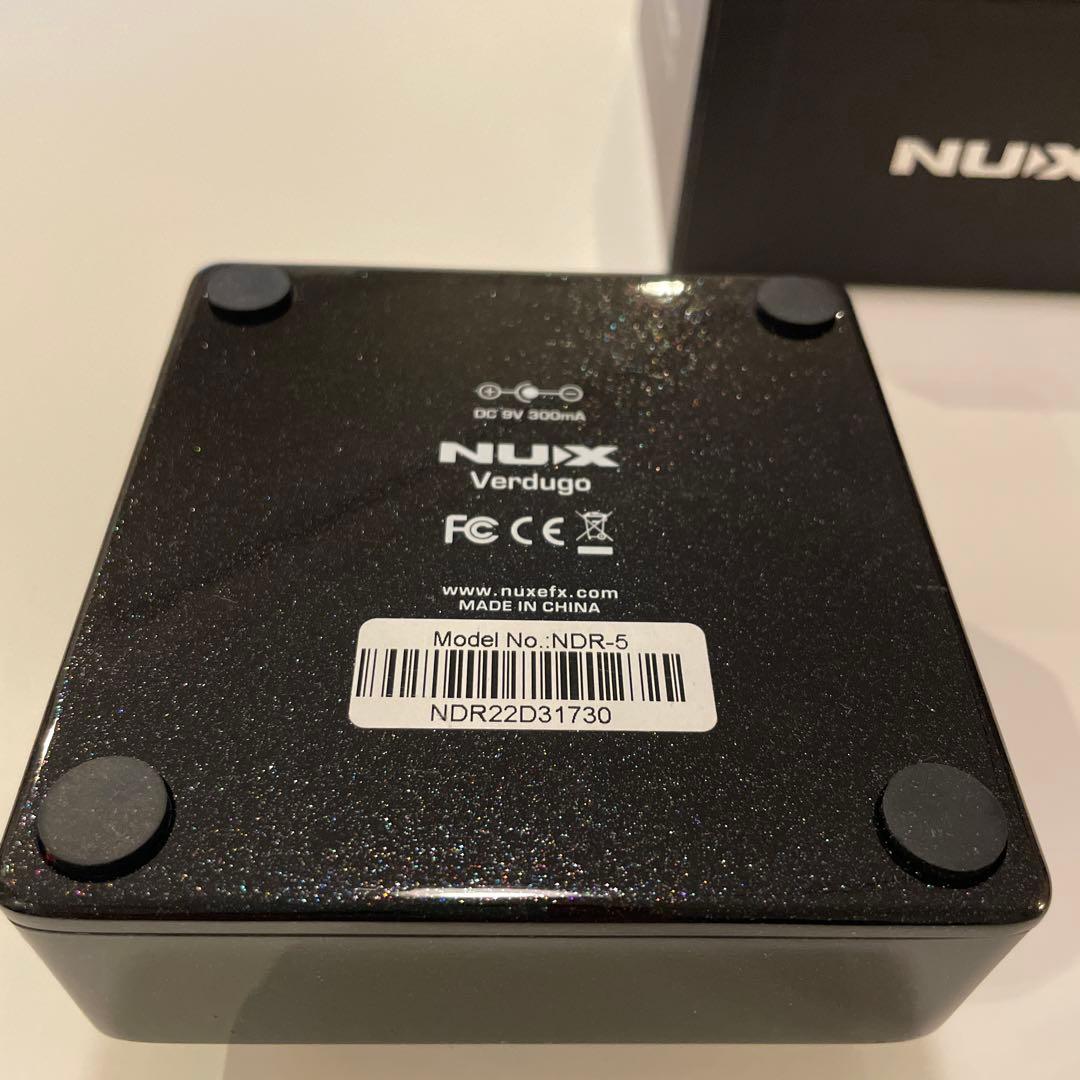 NUX
DC 9V 300mA
NUX
Verdugo
FC CE
www.nuxefx.com
MADE IN CHINA
Model No.:NDR-5
NDR22D31730